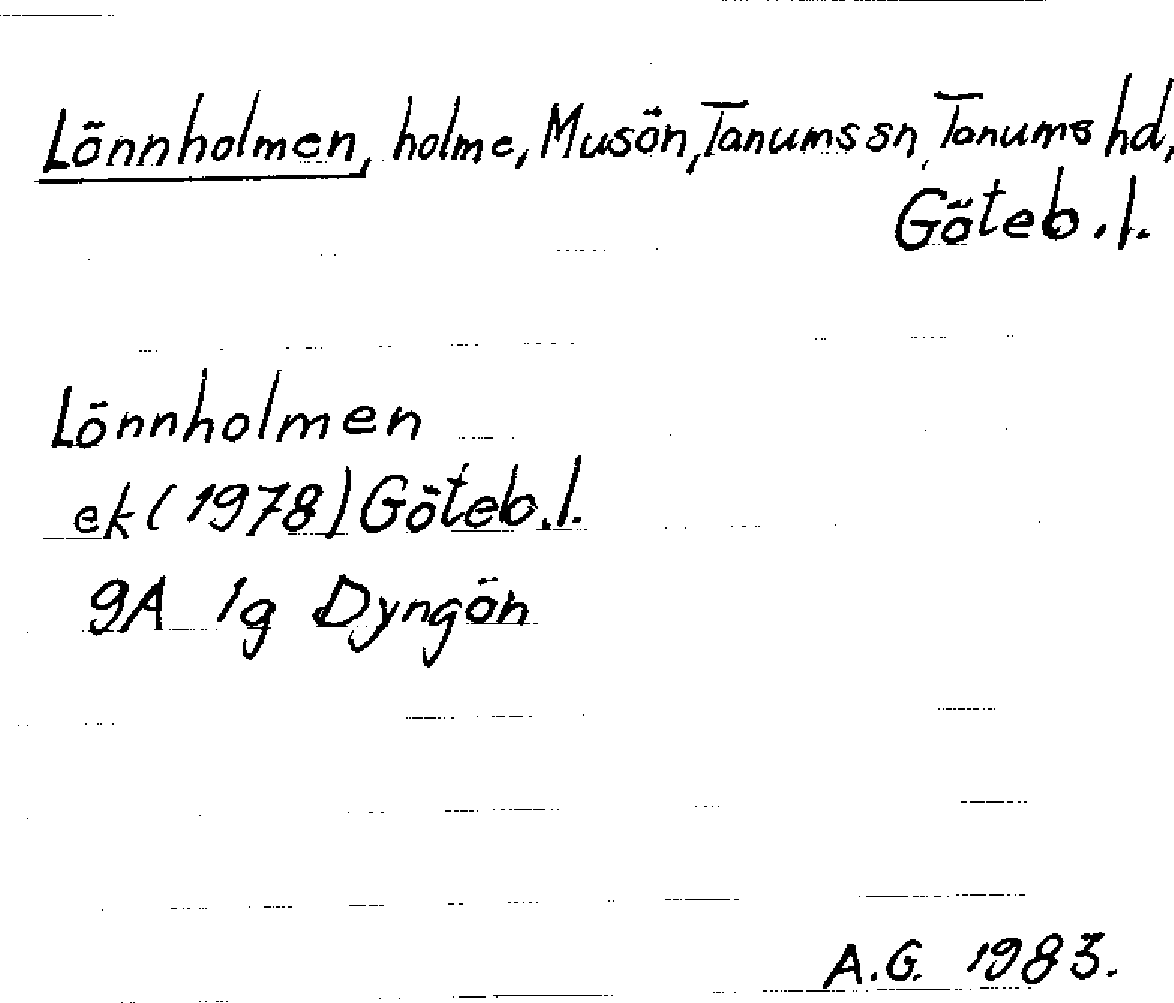 Lönnholmen, holme, Musön, Tanums sn, Tanums hd,
Göteb.l.
Lönnholmen
ek (1978) Göteb.l.
9A 1g Dyngön
A.G. 1983.